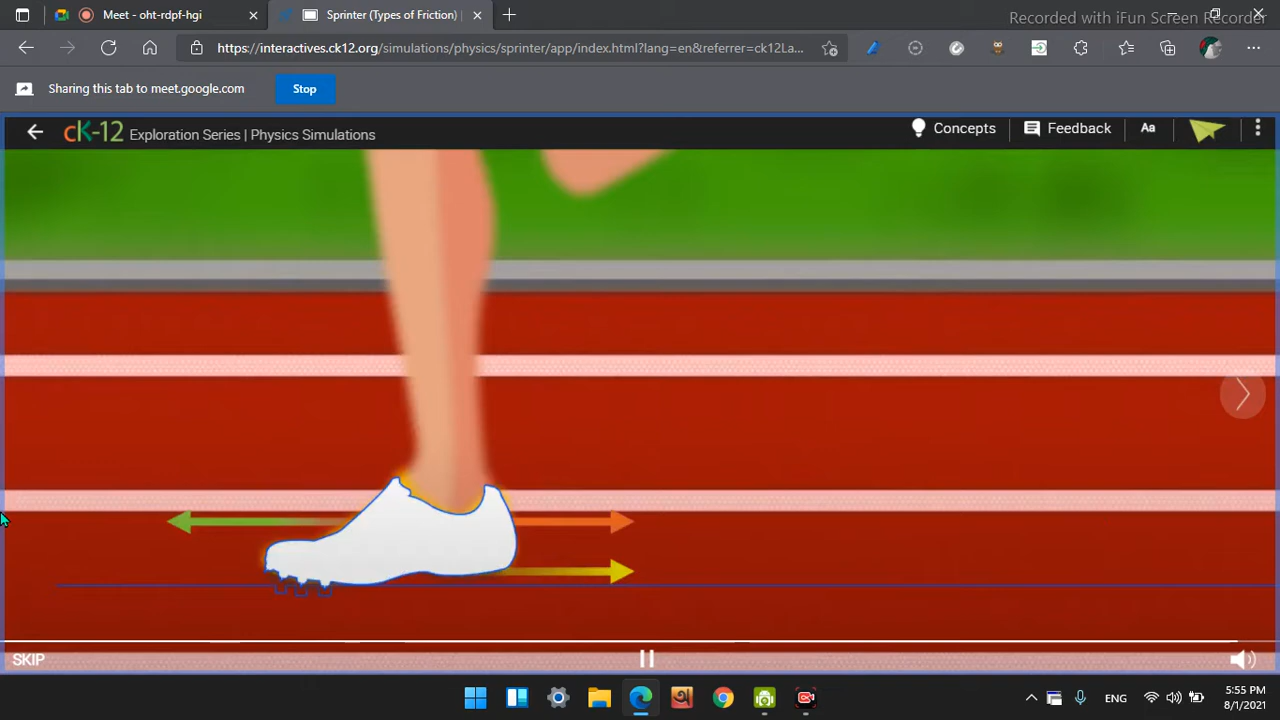 Meet - oht-rdpf-hgi
Sprinter (Types of Friction) |
Recorded with iFun Screen Recorder
https://interactives.ck12.org/simulations/physics/sprinter/app/index.html?lang=en&referrer=ck12La...
Sharing this tab to meet.google.com
Stop
cK-12 Exploration Series | Physics Simulations
Concepts
Feedback
Aa
SKIP
ENG
5:55 PM
8/1/2021